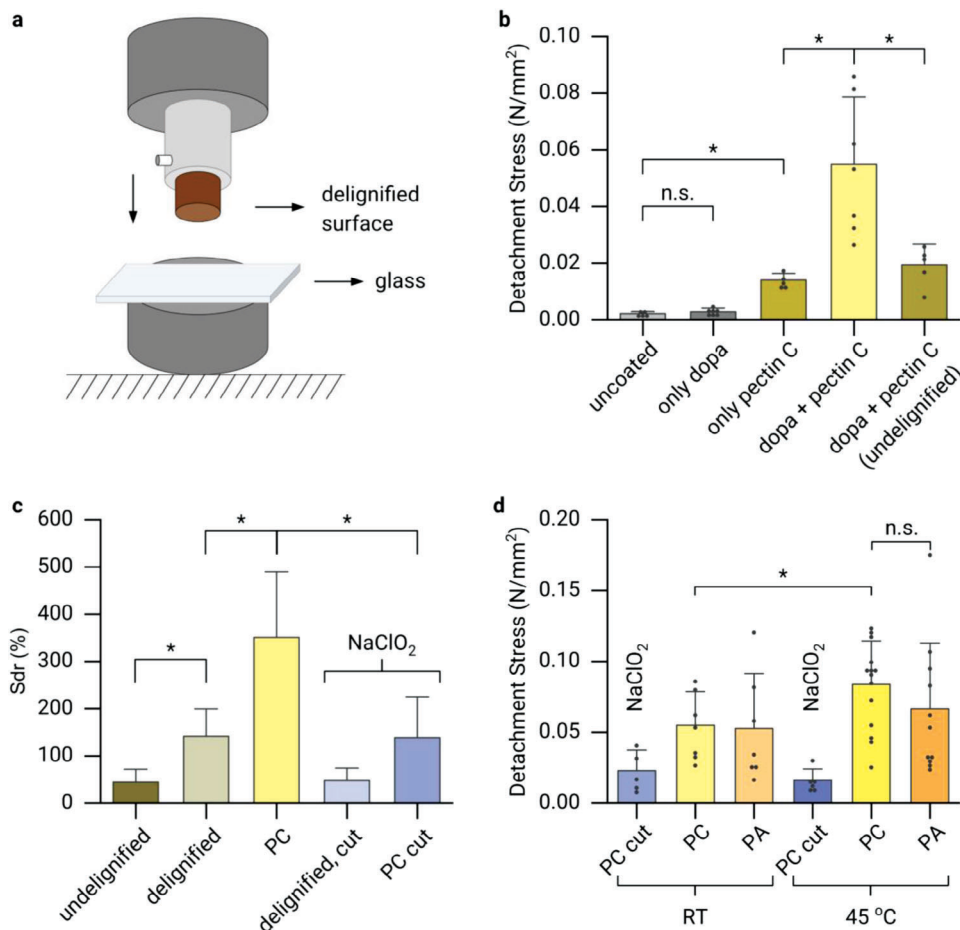 a
delignified
surface
glass
b
Detachment Stress (N/mm²)
0.10
0.08
0.06
0.04
0.02
0.00
* *
*
n.s.
uncoated
only dopa
only pectin C
dopa + pectin C
dopa + pectin C
(undelignified)
c
Sdr (%)
600
500
400
300
200
100
0
* *
*
NaClO₂
undelignified
delignified
PC
delignified, cut
PC cut
d
Detachment Stress (N/mm²)
0.20
0.15
0.10
0.05
0.00
n.s.
*
NaClO₂
NaClO₂
PC cut
PC
PA
PC cut
PC
PA
RT
45 °C